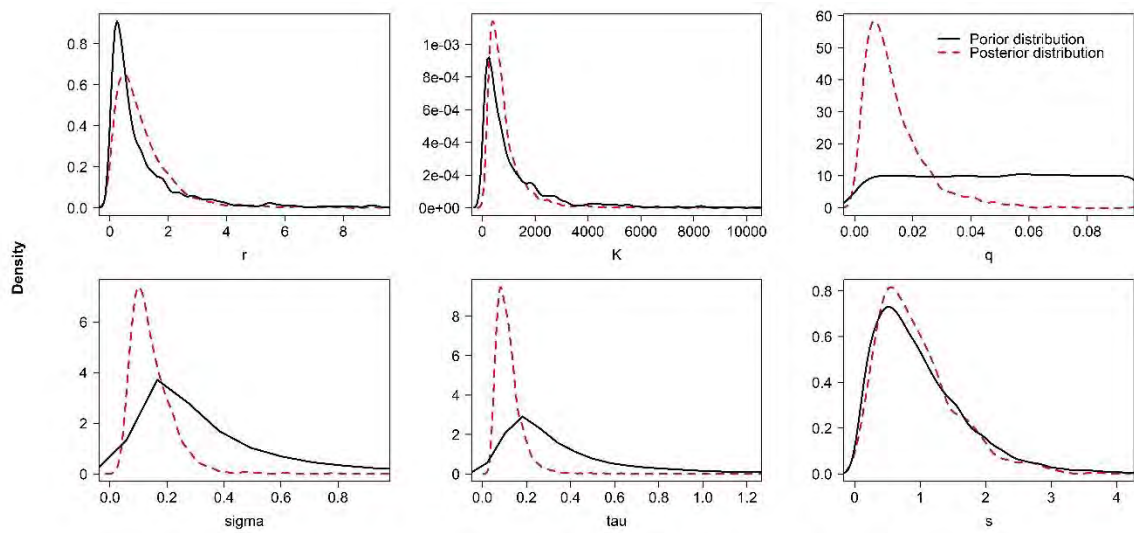 Density
0.8
0.6
0.4
0.2
0.0
0 2 4 6 8
r
1e-03
8e-04
6e-04
4e-04
2e-04
0e+00
0 2000 4000 6000 8000 10000
K
60
50
40
30
20
10
0
0.00 0.02 0.04 0.06 0.08
q
Porior distribution
Posterior distribution
6
4
2
0
0.0 0.2 0.4 0.6 0.8
sigma
8
6
4
2
0
0.0 0.2 0.4 0.6 0.8 1.0 1.2
tau
0.8
0.6
0.4
0.2
0.0
0 1 2 3 4
s